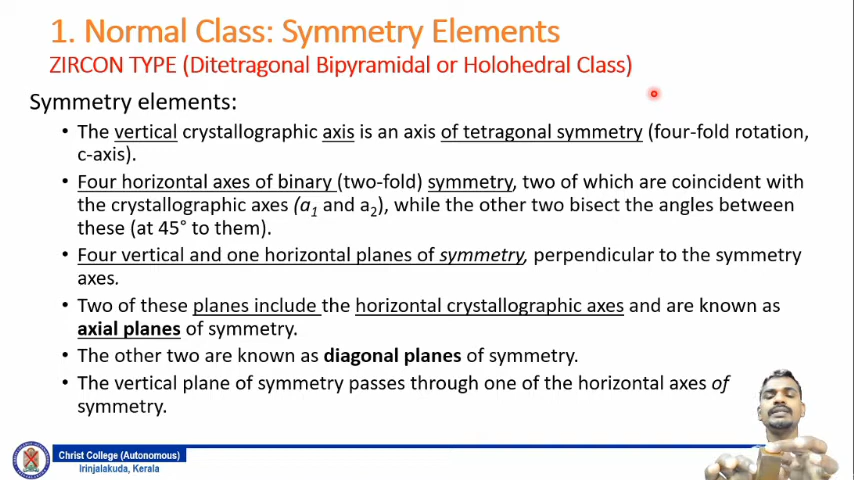 1. Normal Class: Symmetry Elements
ZIRCON TYPE (Ditetragonal Bipyramidal or Holohedral Class)
Symmetry elements:
• The vertical crystallographic axis is an axis of tetragonal symmetry (four-fold rotation,
c-axis).
• Four horizontal axes of binary (two-fold) symmetry, two of which are coincident with
the crystallographic axes (a1 and a2), while the other two bisect the angles between
these (at 45° to them).
• Four vertical and one horizontal planes of symmetry, perpendicular to the symmetry
axes.
• Two of these planes include the horizontal crystallographic axes and are known as
axial planes of symmetry.
• The other two are known as diagonal planes of symmetry.
• The vertical plane of symmetry passes through one of the horizontal axes of
symmetry.
Christ College (Autonomous)
Irinjalakuda, Kerala